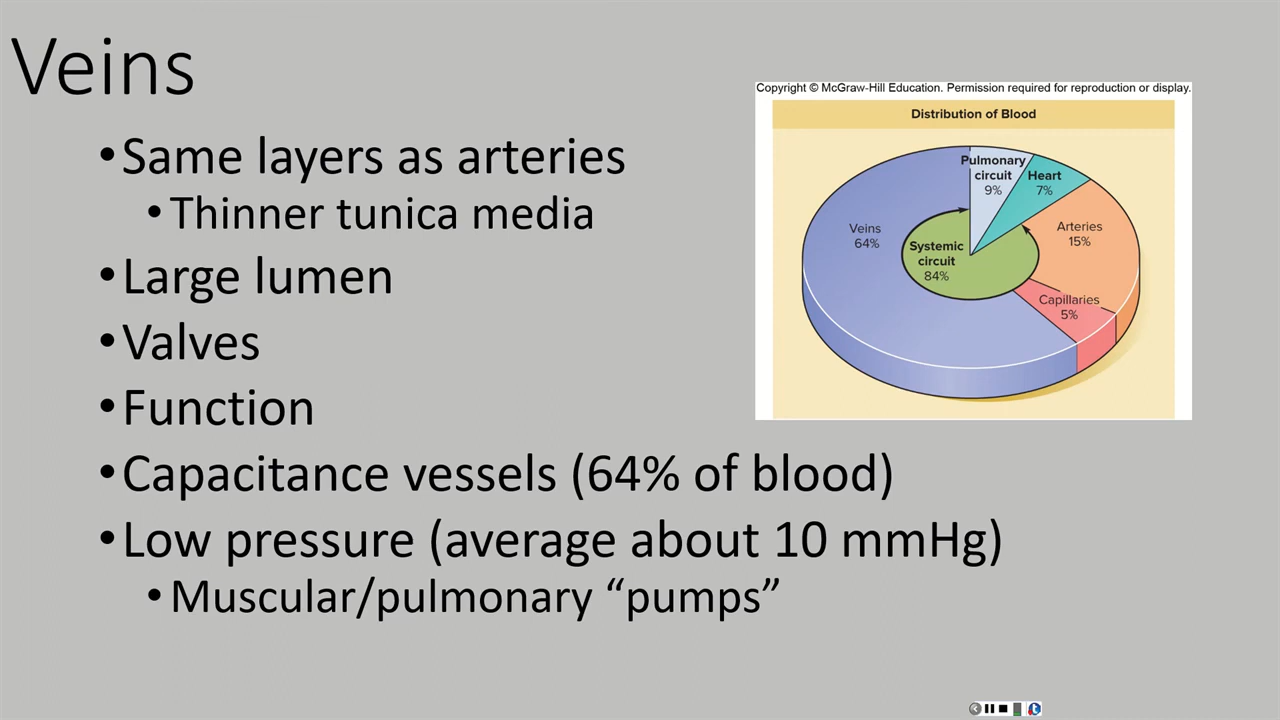 Veins
•Same layers as arteries
•Thinner tunica media
•Large lumen
•Valves
•Function
•Capacitance vessels (64% of blood)
•Low pressure (average about 10 mmHg)
•Muscular/pulmonary “pumps”
Copyright © McGraw-Hill Education. Permission required for reproduction or display.
Distribution of Blood
Pulmonary
circuit
9%
Heart
7%
Veins
64%
Arteries
15%
Systemic
circuit
84%
Capillaries
5%